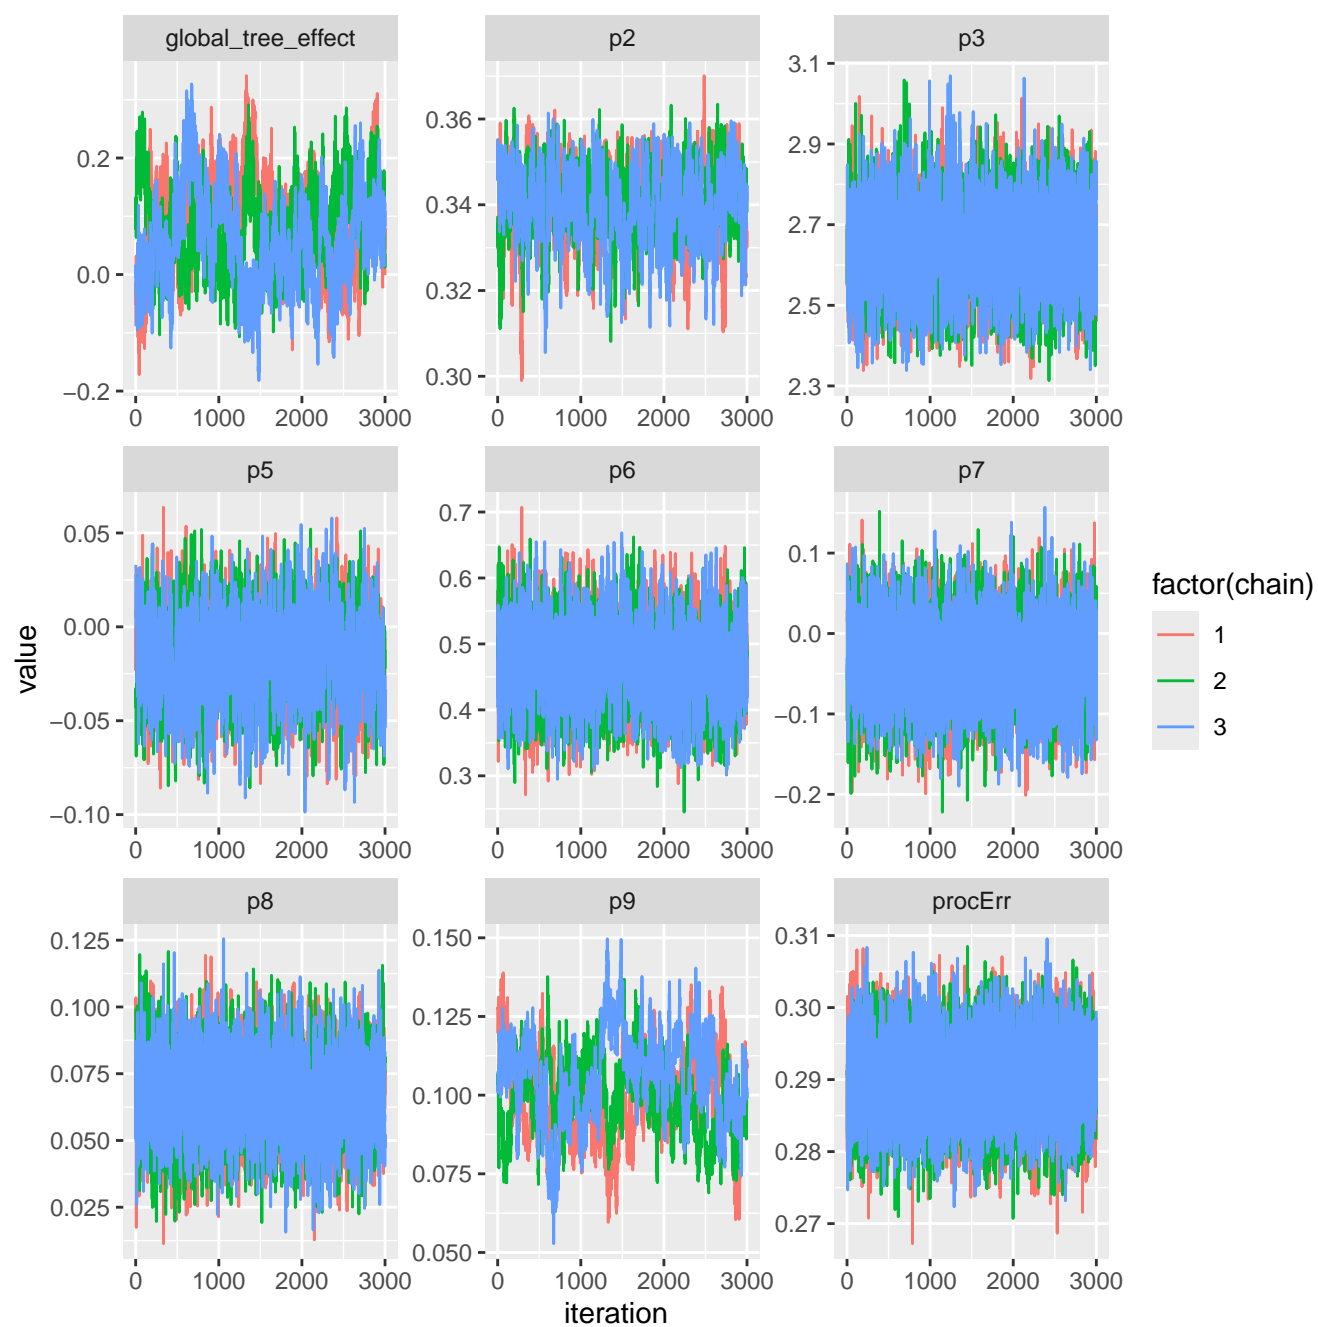 global_tree_effect
p2
p3
0.2
0.0
−0.2
0.36
0.34
0.32
0.30
3.1
2.9
2.7
2.5
2.3
0 1000 2000 3000
0 1000 2000 3000
0 1000 2000 3000
p5
p6
p7
0.05
0.00
−0.05
−0.10
0.7
0.6
0.5
0.4
0.3
0.1
0.0
−0.1
−0.2
0 1000 2000 3000
0 1000 2000 3000
0 1000 2000 3000
p8
p9
procErr
0.125
0.100
0.075
0.050
0.025
0.150
0.125
0.100
0.075
0.050
0.31
0.30
0.29
0.28
0.27
0 1000 2000 3000
0 1000 2000 3000
0 1000 2000 3000
value
iteration
factor(chain)
1
2
3